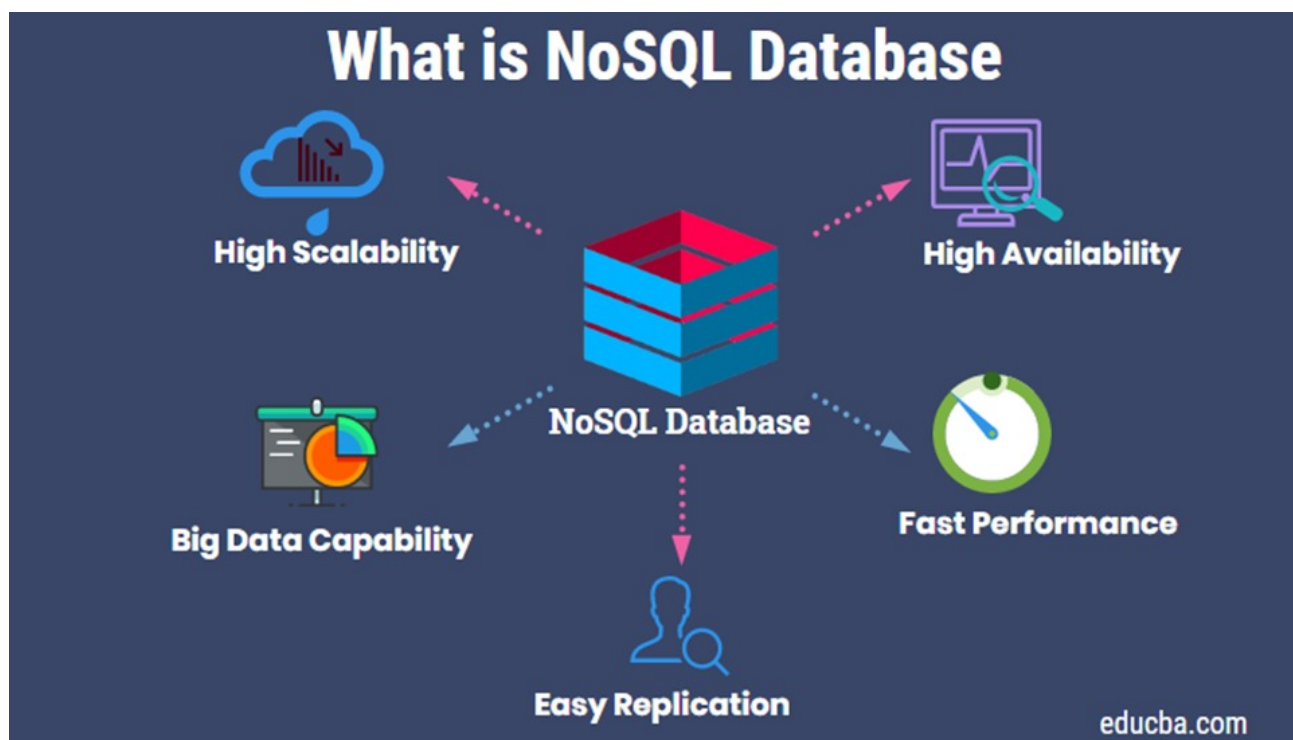 What is NoSQL Database
High Scalability
High Availability
NoSQL Database
Big Data Capability
Fast Performance
Easy Replication
educba.com